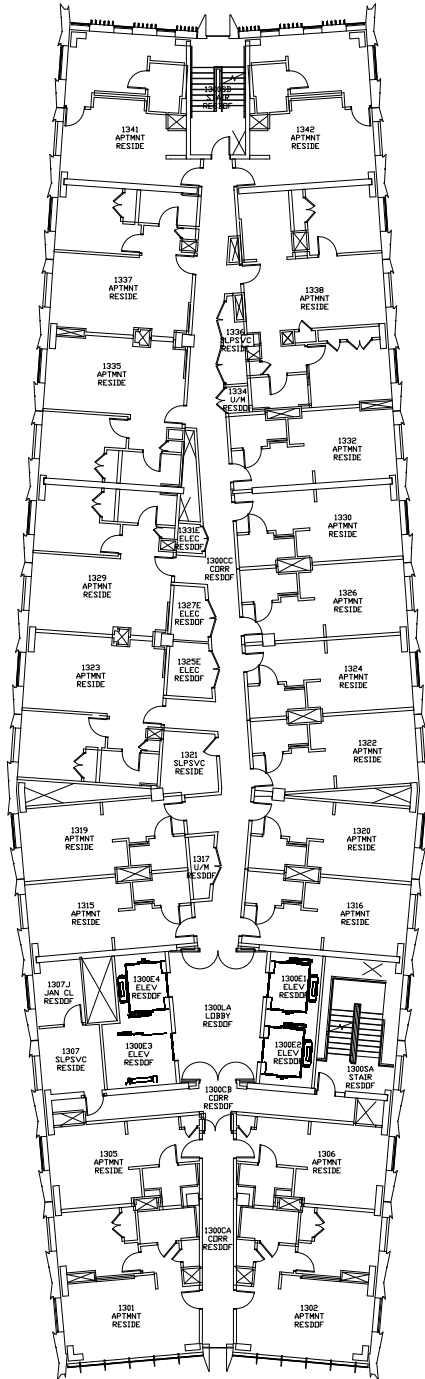 1300SB
STAIR
RESDOF
1341
APTMNT
RESIDE
1342
APTMNT
RESIDE
1337
APTMNT
RESIDE
1338
APTMNT
RESIDE
1336
SLPSVC
RESIDE
1335
APTMNT
RESIDE
1334
U/M
RESDOF
1332
APTMNT
RESIDE
1331E
ELEC
RESDOF
1330
APTMNT
RESIDE
1300CC
CORR
RESDOF
1329
APTMNT
RESIDE
1326
APTMNT
RESIDE
1327E
ELEC
RESDOF
1325E
ELEC
RESDOF
1323
APTMNT
RESIDE
1324
APTMNT
RESIDE
1321
SLPSVC
RESIDE
1322
APTMNT
RESIDE
1319
APTMNT
RESIDE
1320
APTMNT
RESIDE
1317
U/M
RESDOF
1315
APTMNT
RESIDE
1316
APTMNT
RESIDE
1307J
JAN CL
RESDOF
1300E4
ELEV
RESDOF
1300E1
ELEV
RESDOF
1300LA
LOBBY
RESDOF
1307
SLPSVC
RESIDE
1300E3
ELEV
RESDOF
1300E2
ELEV
RESDOF
1300SA
STAIR
RESDOF
1300CB
CORR
RESDOF
1305
APTMNT
RESIDE
1306
APTMNT
RESIDE
1300CA
CORR
RESDOF
1301
APTMNT
RESIDE
1302
APTMNT
RESDOF